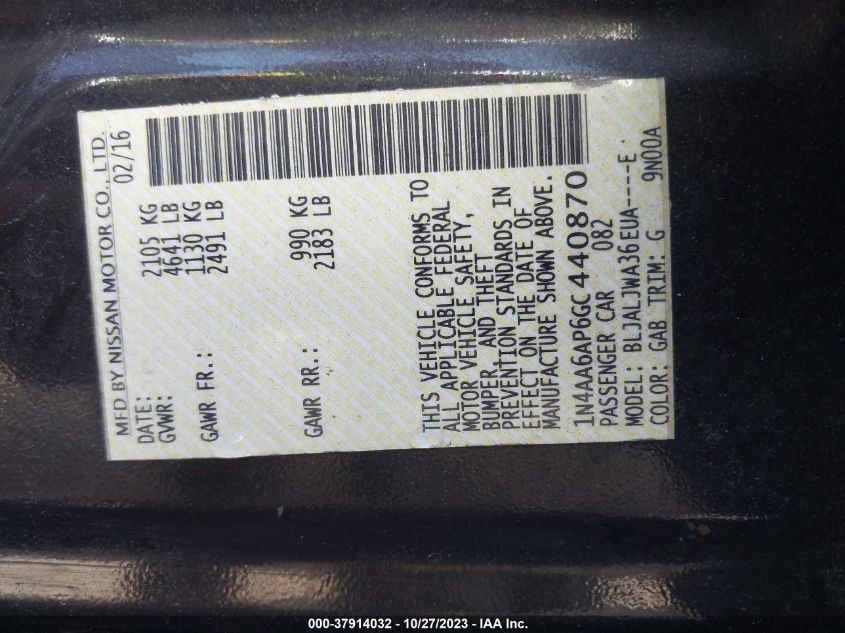 MFD BY NISSAN MOTOR CO., LTD.
DATE: 02/16
GVWR: 2105 KG
4641 LB
GAWR FR.: 1130 KG
2491 LB
GAWR RR.: 990 KG
2183 LB
THIS VEHICLE CONFORMS TO
ALL APPLICABLE FEDERAL
MOTOR VEHICLE SAFETY,
BUMPER, AND THEFT
PREVENTION STANDARDS IN
EFFECT ON THE DATE OF
MANUFACTURE SHOWN ABOVE.
1N4AA6AP6GC440870
PASSENGER CAR 082
MODEL: BLJALJWA36EUA----E
COLOR: GAB TRIM: G 9N00A
000-37914032 - 10/27/2023 - IAA Inc.